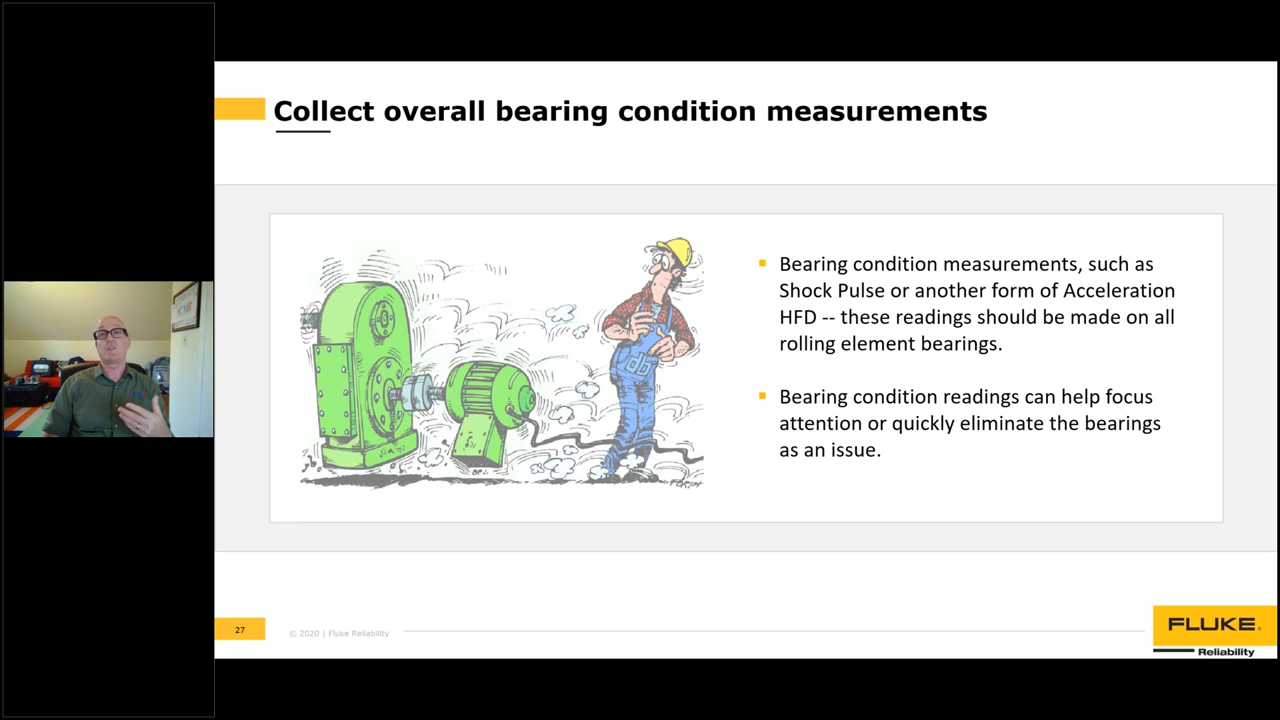 Collect overall bearing condition measurements
Bearing condition measurements, such as
Shock Pulse or another form of Acceleration
HFD -- these readings should be made on all
rolling element bearings.
Bearing condition readings can help focus
attention or quickly eliminate the bearings
as an issue.
27
© 2020 | Fluke Reliability
FLUKE.
Reliability